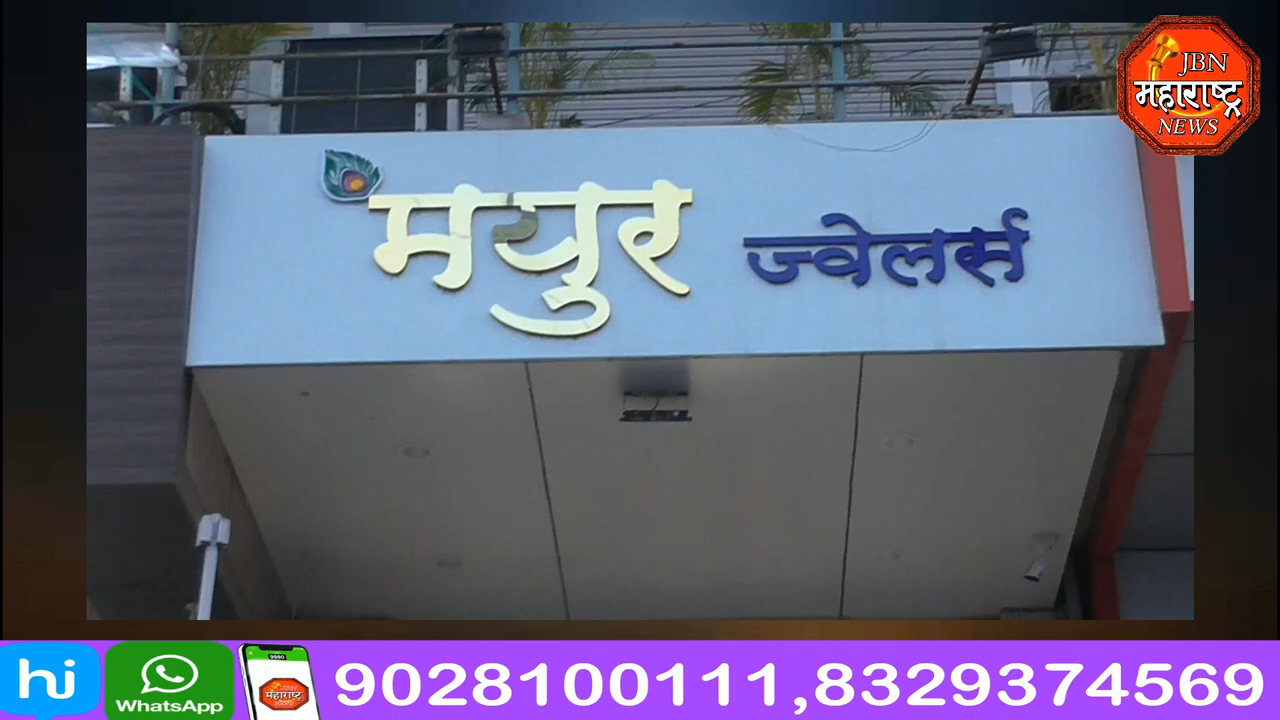 JBN
महाराष्ट्र
NEWS
मयुर ज्वेलर्स
hi
WhatsApp
9028100111,8329374569